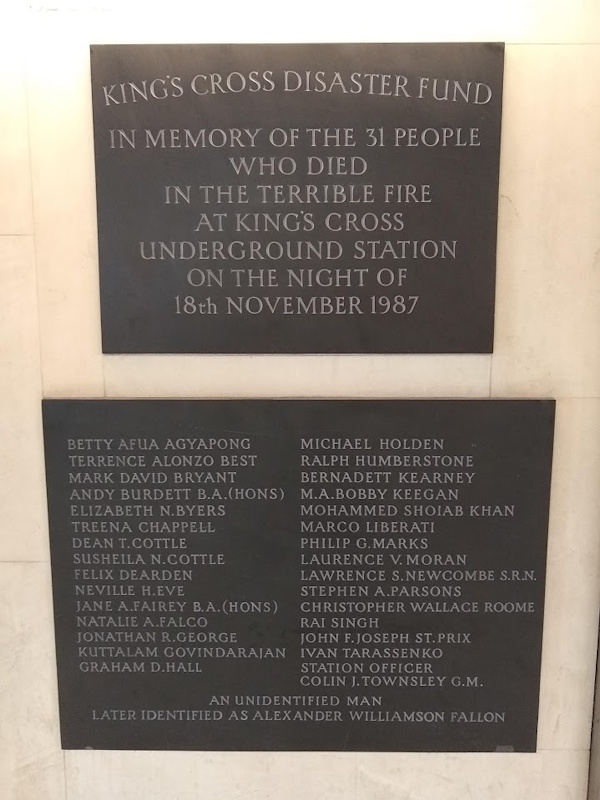 KING'S CROSS DISASTER FUND
IN MEMORY OF THE 31 PEOPLE
WHO DIED
IN THE TERRIBLE FIRE
AT KING'S CROSS
UNDERGROUND STATION
ON THE NIGHT OF
18th NOVEMBER 1987
BETTY AFUA AGYAPONG
TERRENCE ALONZO BEST
MARK DAVID BRYANT
ANDY BURDETT B.A.(HONS)
ELIZABETH N.BYERS
TREENA CHAPPELL
DEAN T.COTTLE
SUSHEILA N.COTTLE
FELIX DEARDEN
NEVILLE H.EVE
JANE A.FAIREY B.A.(HONS)
NATALIE A.FALCO
JONATHAN R.GEORGE
KUTTALAM GOVINDARAJAN
GRAHAM D.HALL
MICHAEL HOLDEN
RALPH HUMBERSTONE
BERNADETT KEARNEY
M.A.BOBBY KEEGAN
MOHAMMED SHOIAB KHAN
MARCO LIBERATI
PHILIP G.MARKS
LAURENCE V.MORAN
LAWRENCE S.NEWCOMBE S.R.N.
STEPHEN A.PARSONS
CHRISTOPHER WALLACE ROOME
RAI SINGH
JOHN F.JOSEPH ST.PRIX
IVAN TARASSENKO
STATION OFFICER
COLIN J.TOWNSLEY G.M.
AN UNIDENTIFIED MAN
LATER IDENTIFIED AS ALEXANDER WILLIAMSON FALLON